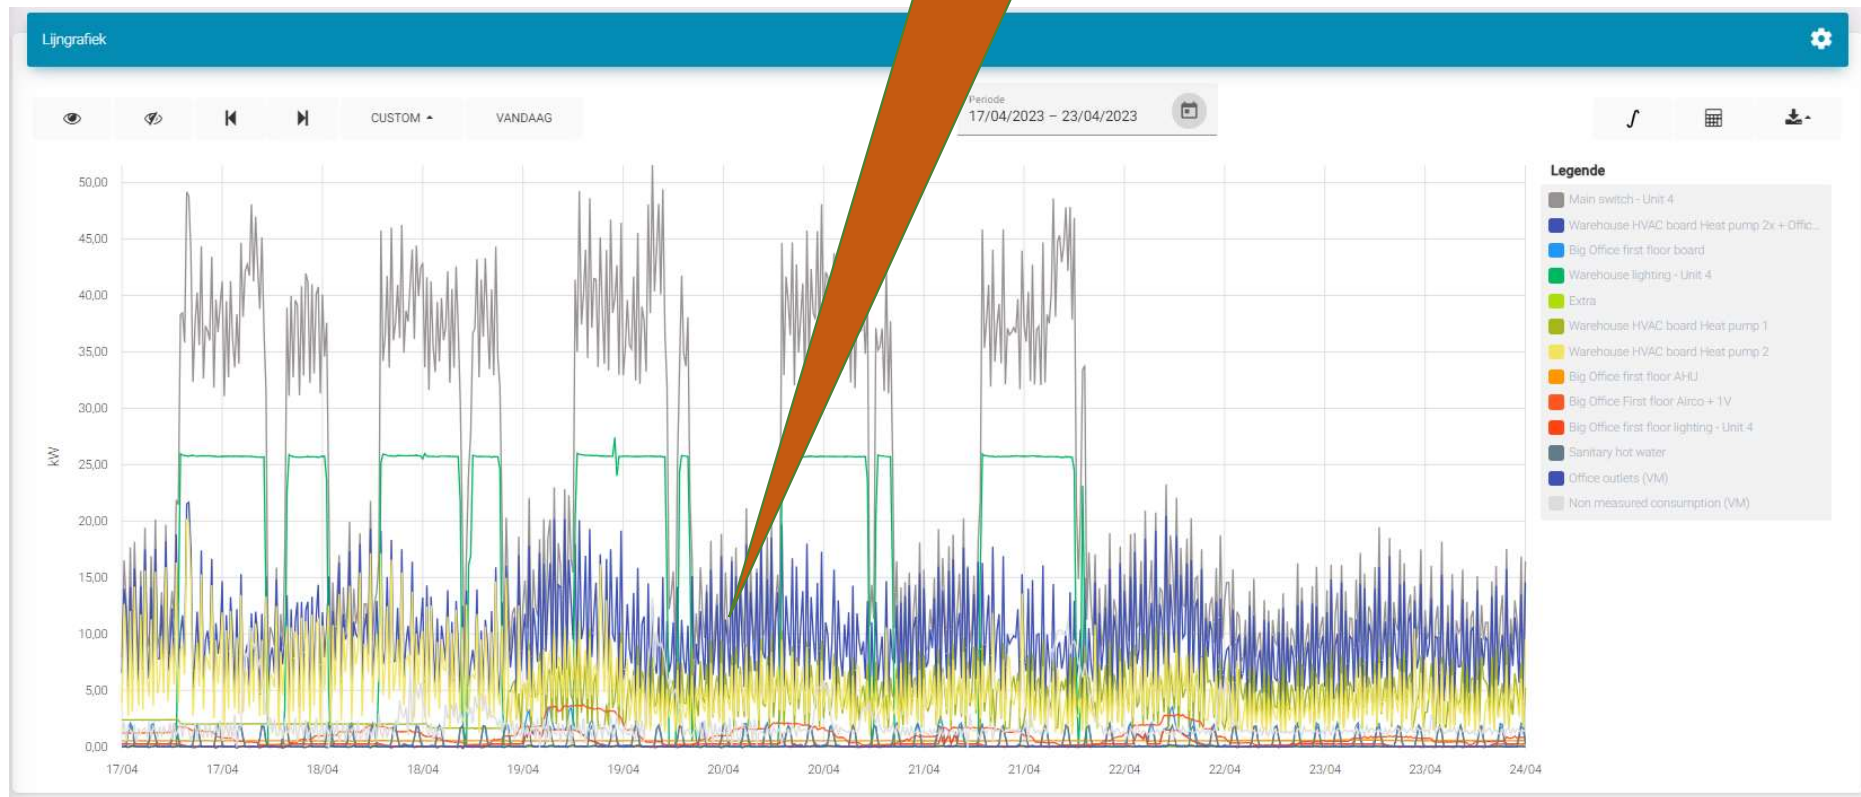 Lijngrafiek
CUSTOM
VANDAAG
Periode
17/04/2023 – 23/04/2023
Legende
Main switch - Unit 4
Warehouse HVAC board Heat pump 2x + Offic...
Big Office first floor board
Warehouse lighting - Unit 4
Extra
Warehouse HVAC board Heat pump 1
Warehouse HVAC board Heat pump 2
Big Office first floor AHU
Big Office First floor Airco + 1V
Big Office first floor lighting - Unit 4
Sanitary hot water
Office outlets (VM)
Non measured consumption (VM)
kW
50,00
45,00
40,00
35,00
30,00
25,00
20,00
15,00
10,00
5,00
0,00
17/04 17/04 18/04 18/04 19/04 19/04 20/04 20/04 21/04 21/04 22/04 22/04 23/04 23/04 24/04